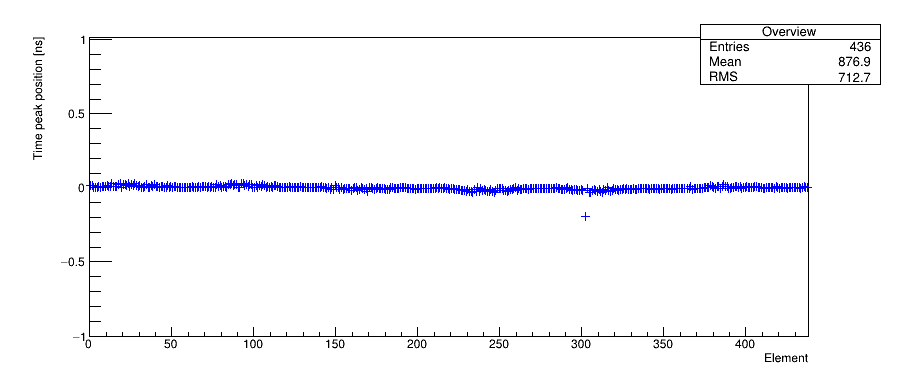 Overview
Entries 436
Mean 876.9
RMS 712.7
Time peak position [ns]
1
0.5
0
−0.5
−1
0 50 100 150 200 250 300 350 400
Element